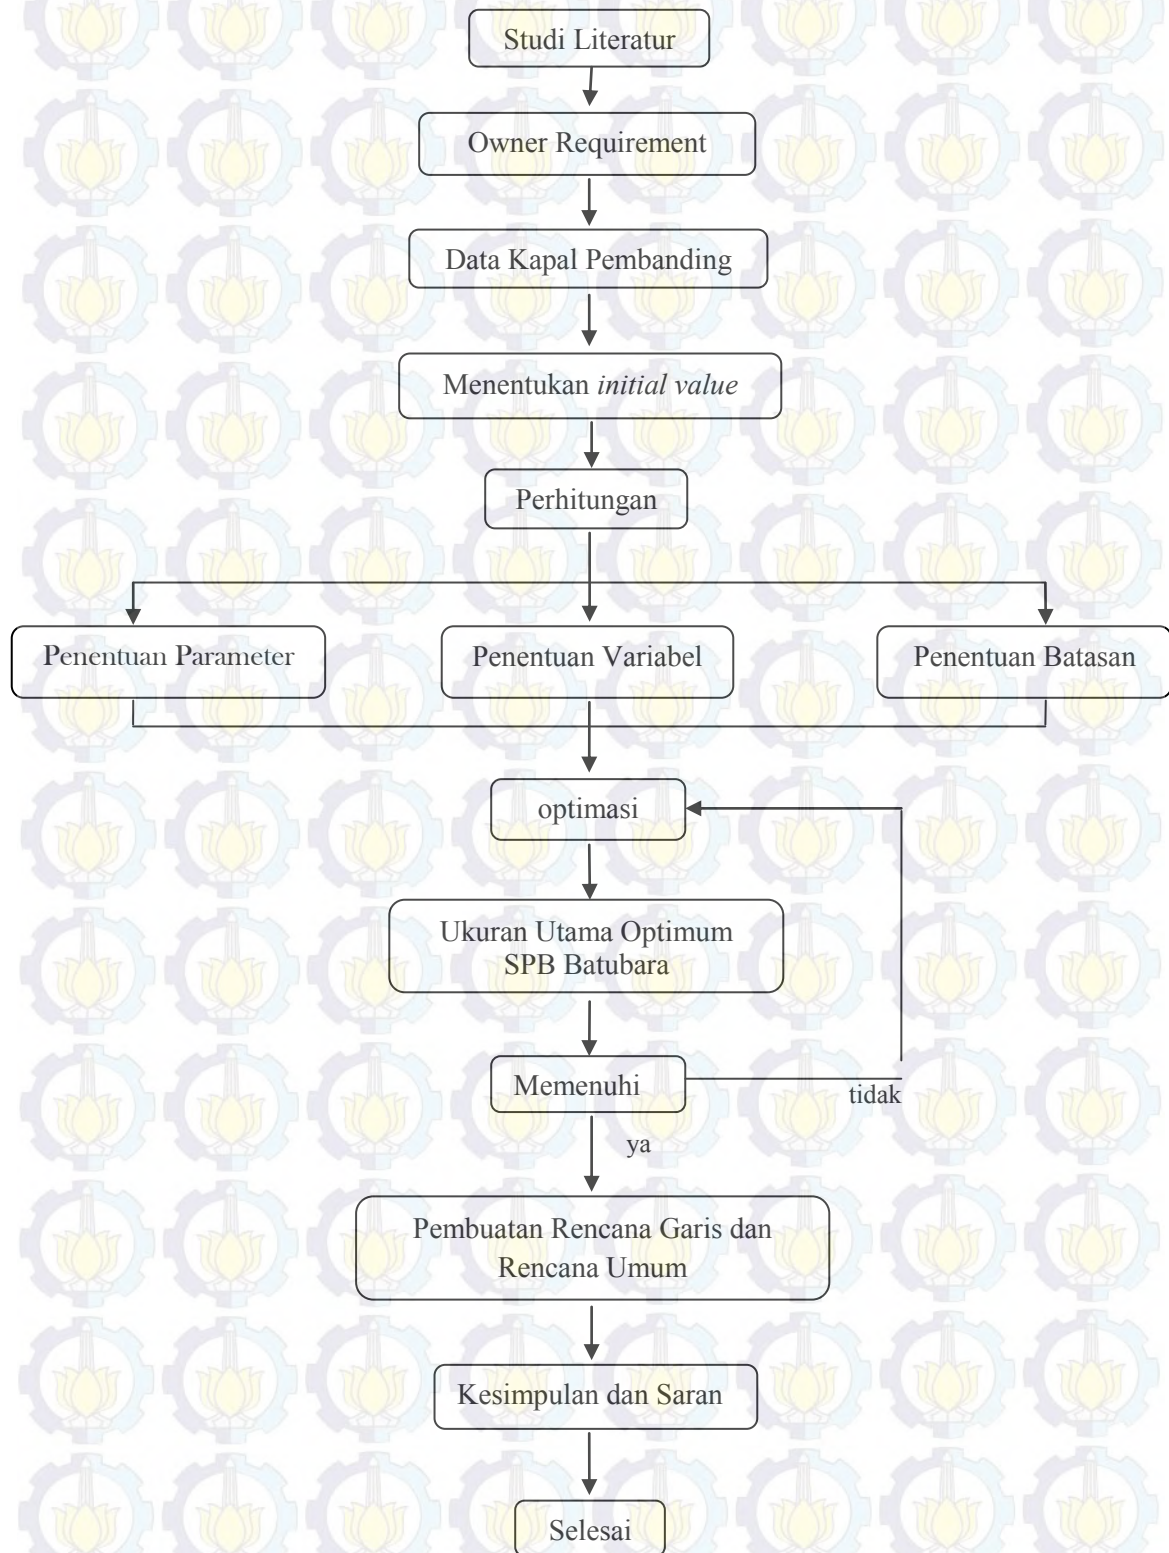 Studi Literatur
Owner Requirement
Data Kapal Pembanding
Menentukan initial value
Perhitungan
Penentuan Parameter
Penentuan Variabel
Penentuan Batasan
optimasi
Ukuran Utama Optimum
SPB Batubara
Memenuhi
tidak
ya
Pembuatan Rencana Garis dan
Rencana Umum
Kesimpulan dan Saran
Selesai